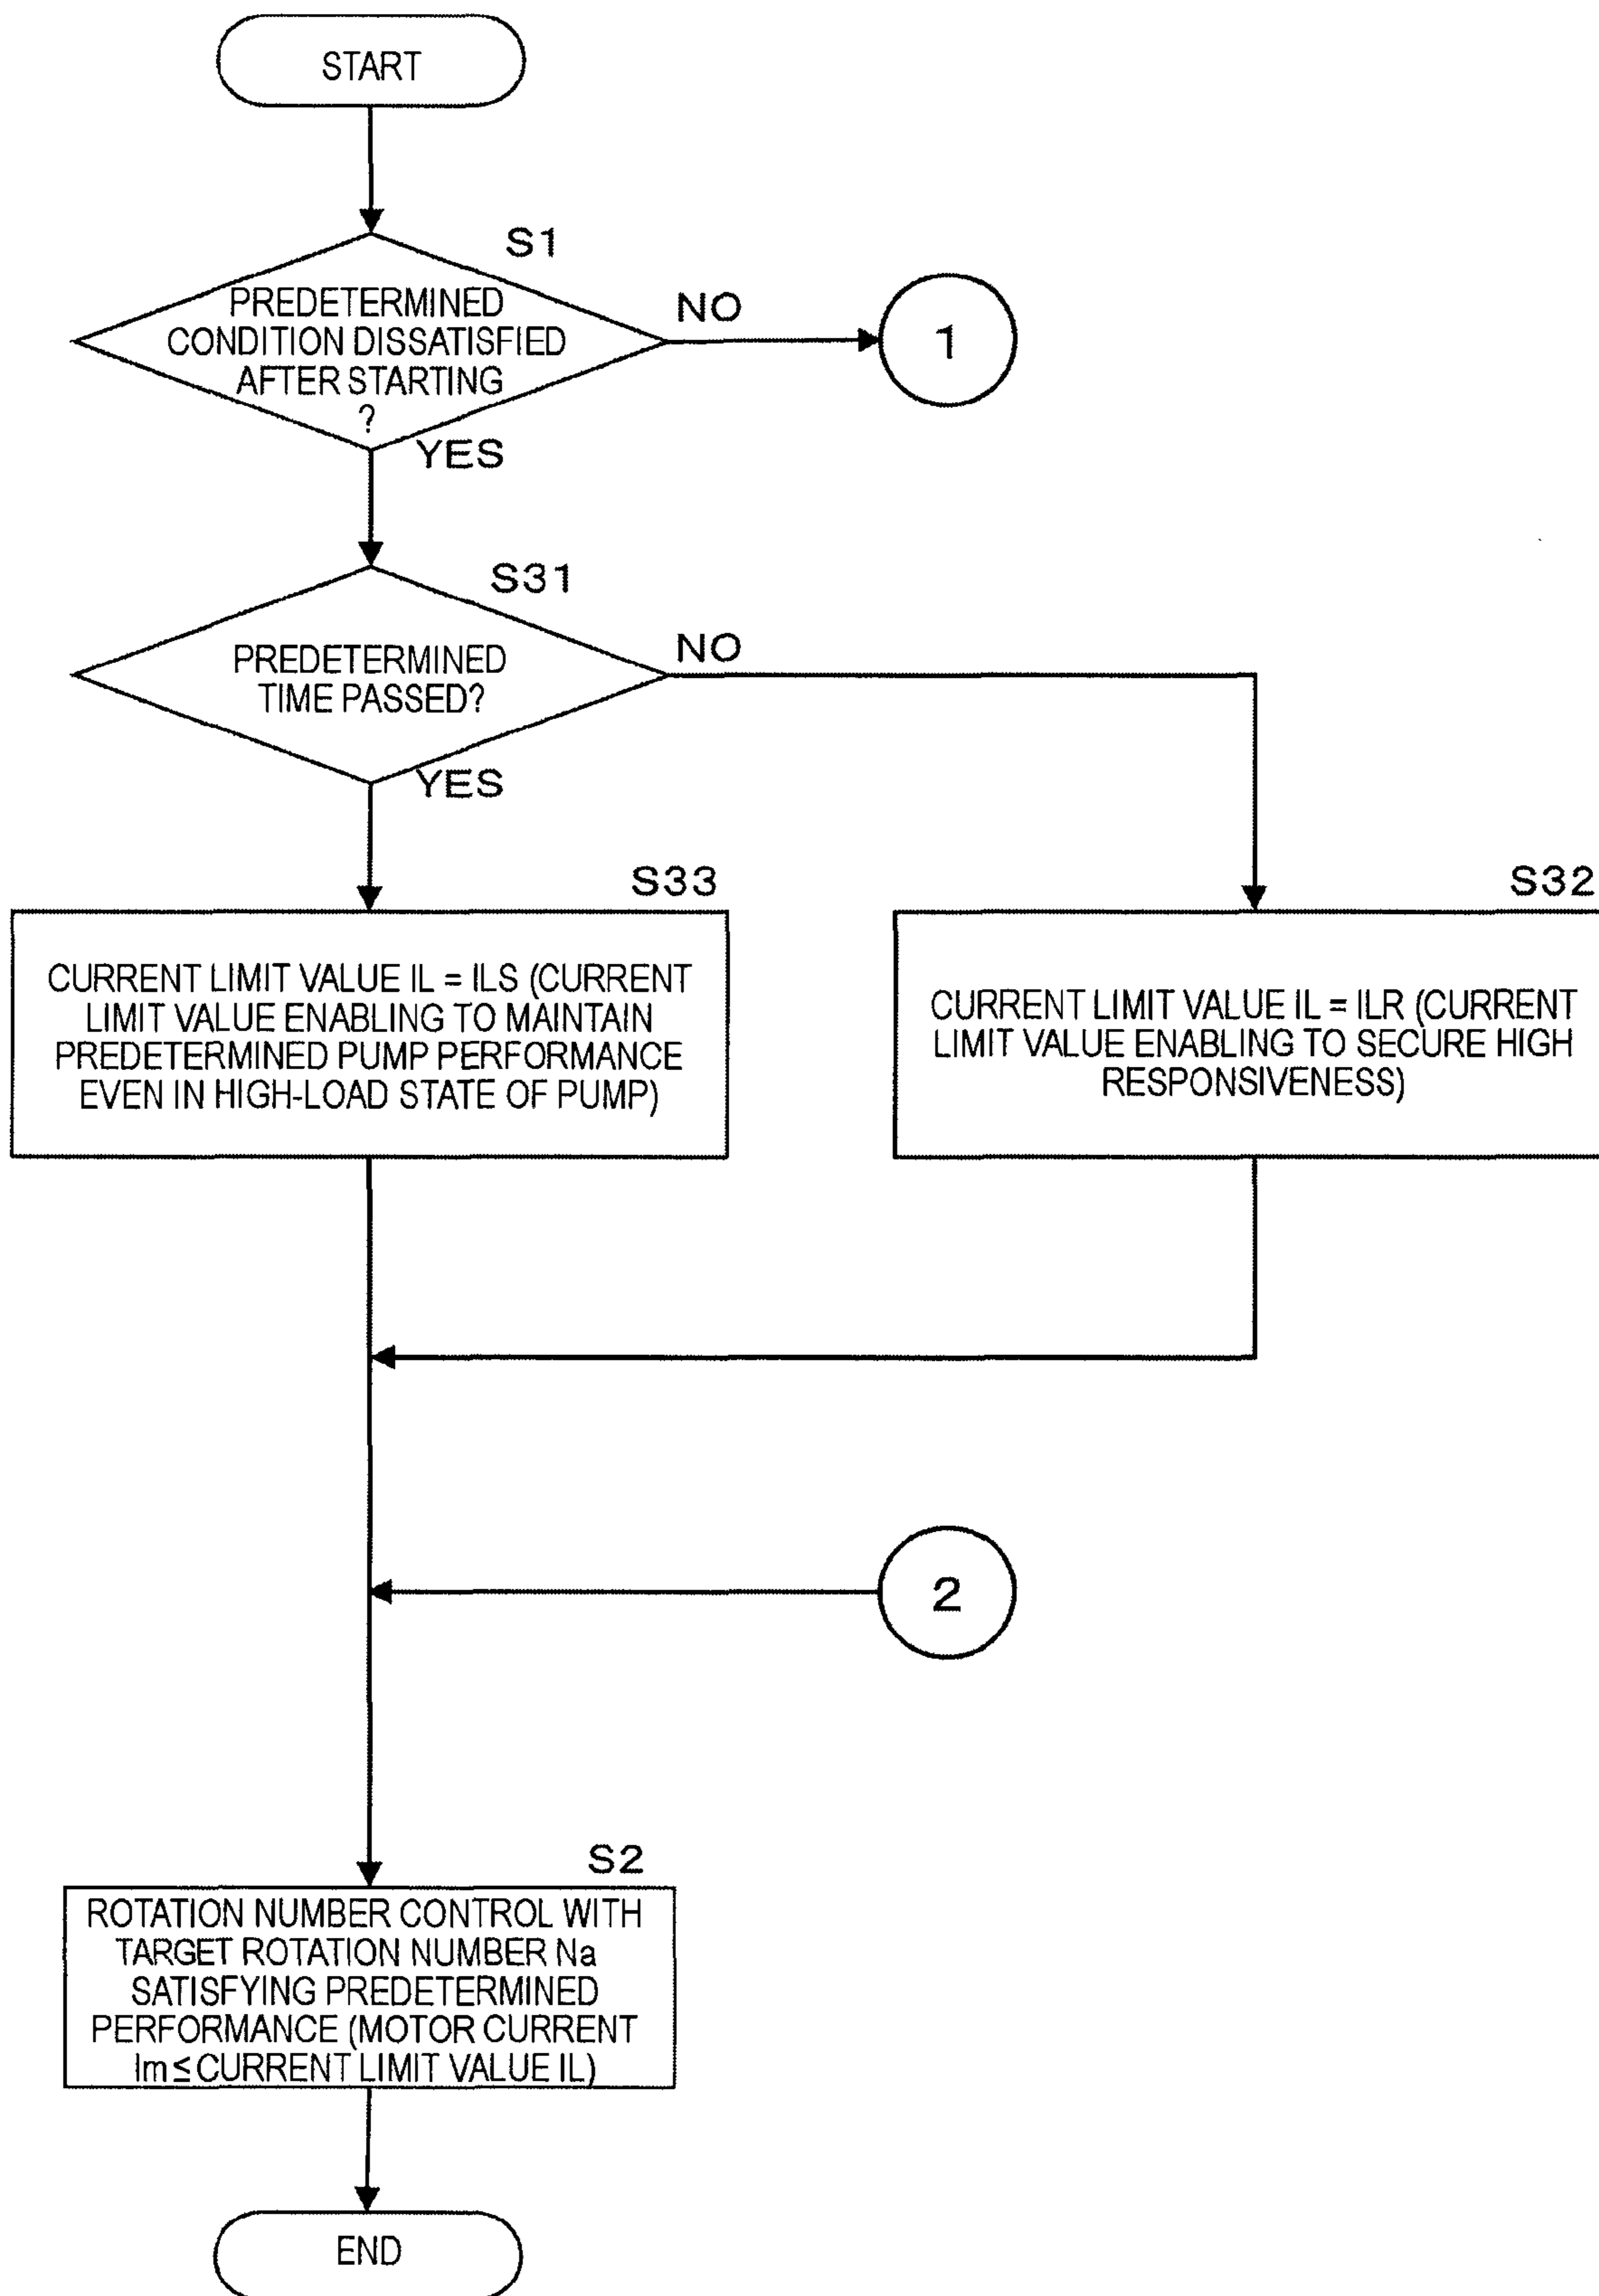 START
S1
PREDETERMINED
CONDITION DISSATISFIED
AFTER STARTING
?
NO
1
YES
S31
PREDETERMINED
TIME PASSED?
NO
YES
S33
CURRENT LIMIT VALUE IL = ILS (CURRENT
LIMIT VALUE ENABLING TO MAINTAIN
PREDETERMINED PUMP PERFORMANCE
EVEN IN HIGH-LOAD STATE OF PUMP)
S32
CURRENT LIMIT VALUE IL = ILR (CURRENT
LIMIT VALUE ENABLING TO SECURE HIGH
RESPONSIVENESS)
2
S2
ROTATION NUMBER CONTROL WITH
TARGET ROTATION NUMBER Na
SATISFYING PREDETERMINED
PERFORMANCE (MOTOR CURRENT
Im≦CURRENT LIMIT VALUE IL)
END